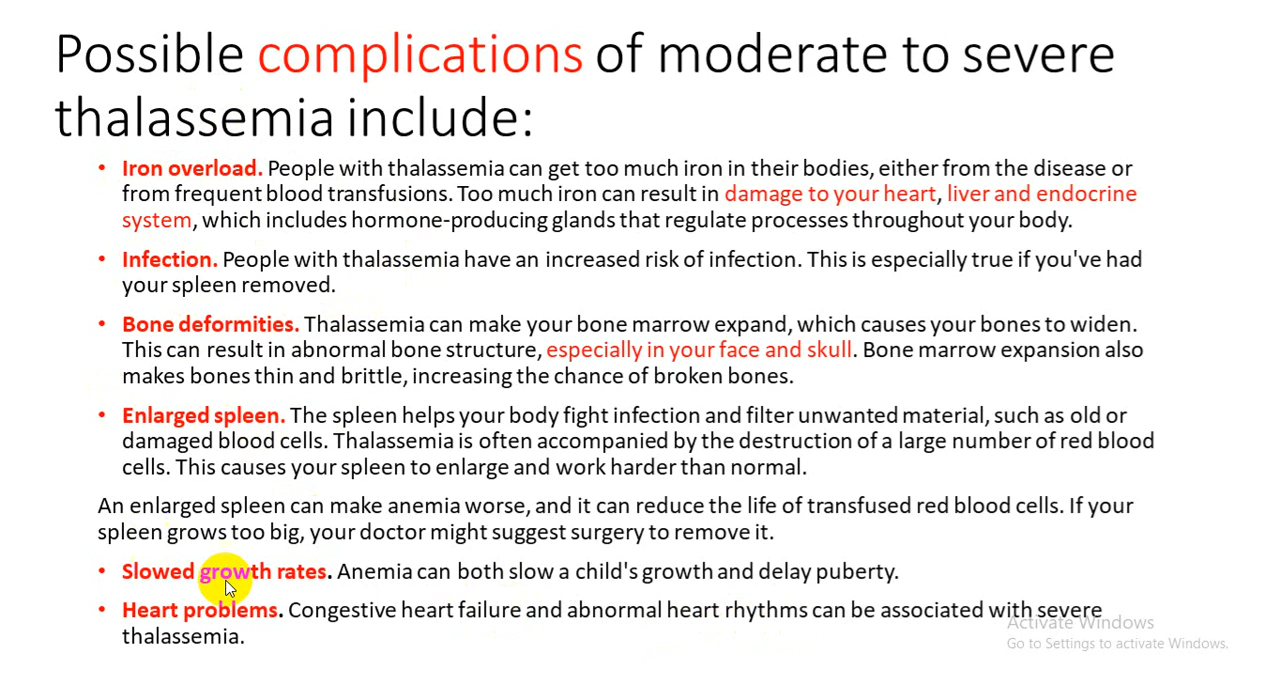 Possible complications of moderate to severe
thalassemia include:
• Iron overload. People with thalassemia can get too much iron in their bodies, either from the disease or
from frequent blood transfusions. Too much iron can result in damage to your heart, liver and endocrine
system, which includes hormone-producing glands that regulate processes throughout your body.
• Infection. People with thalassemia have an increased risk of infection. This is especially true if you've had
your spleen removed.
• Bone deformities. Thalassemia can make your bone marrow expand, which causes your bones to widen.
This can result in abnormal bone structure, especially in your face and skull. Bone marrow expansion also
makes bones thin and brittle, increasing the chance of broken bones.
• Enlarged spleen. The spleen helps your body fight infection and filter unwanted material, such as old or
damaged blood cells. Thalassemia is often accompanied by the destruction of a large number of red blood
cells. This causes your spleen to enlarge and work harder than normal.
An enlarged spleen can make anemia worse, and it can reduce the life of transfused red blood cells. If your
spleen grows too big, your doctor might suggest surgery to remove it.
• Slowed growth rates. Anemia can both slow a child's growth and delay puberty.
• Heart problems. Congestive heart failure and abnormal heart rhythms can be associated with severe
thalassemia.
Activate Windows
Go to Settings to activate Windows.